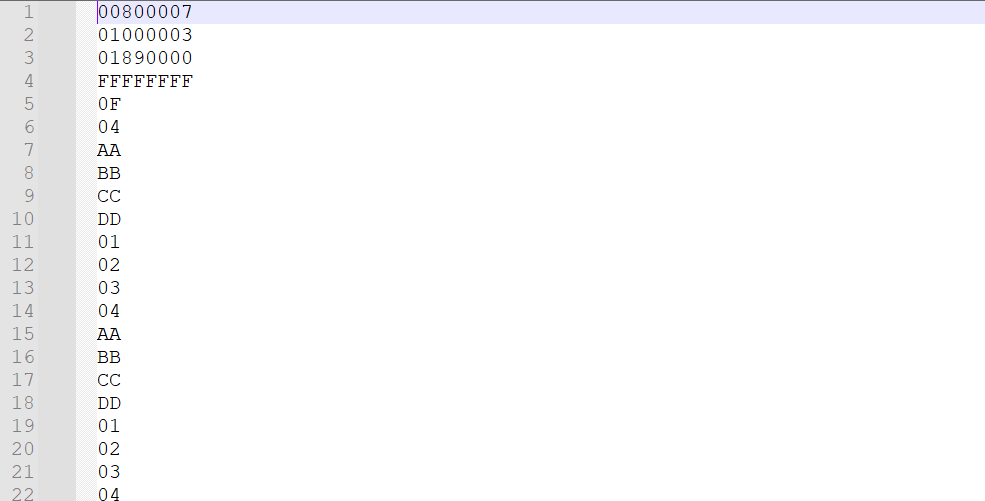 1 00800007
2 01000003
3 01890000
4 FFFFFFFF
5 0F
6 04
7 AA
8 BB
9 CC
10 DD
11 01
12 02
13 03
14 04
15 AA
16 BB
17 CC
18 DD
19 01
20 02
21 03
22 04